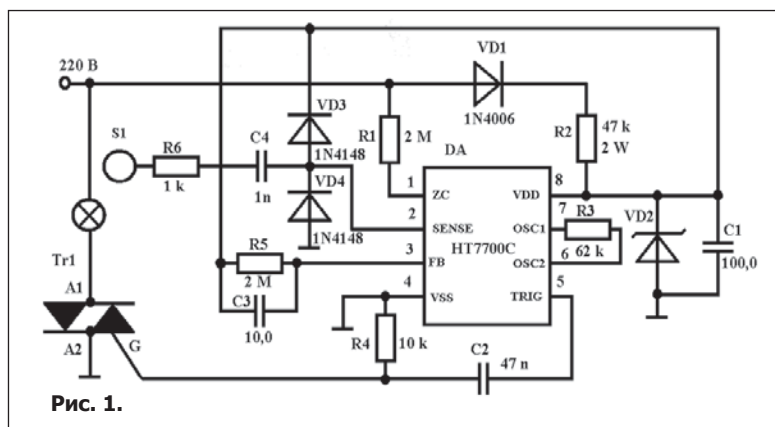 220 В
VD1
1N4006
S1
R6
1 k
C4
1n
VD3
1N4148
VD4
1N4148
R1
2 M
DA
R2
47 k
2 W
1
ZC
2
SENSE
3
FB
4
VSS
HT7700C
8
VDD
7
OSC1
6
OSC2
5
TRIG
R3
62 k
VD2
C1
100,0
R5
2 M
C3
10,0
Tr1
A1
A2
G
R4
10 k
C2
47 n
Рис. 1.